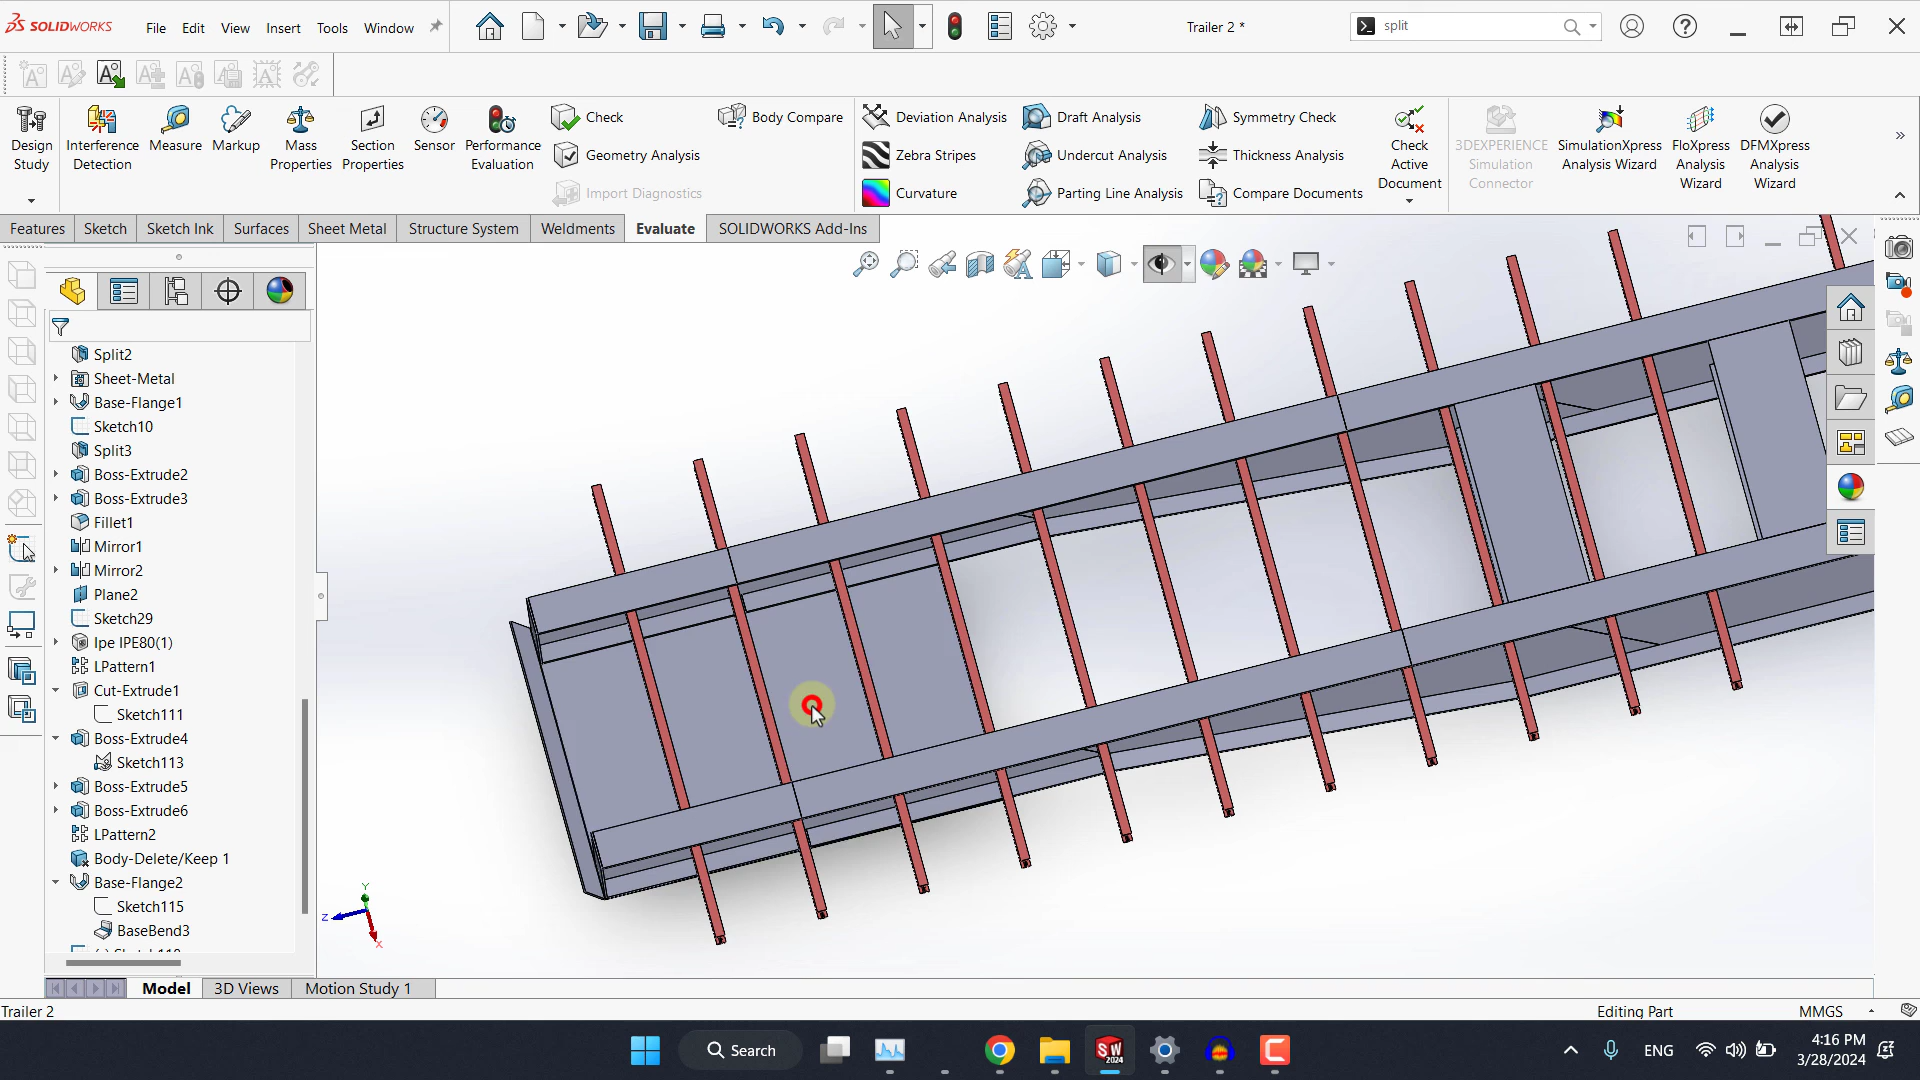 SOLIDWORKS
File Edit View Insert Tools Window
Trailer 2 *
split
Design Study
Interference Detection
Measure
Markup
Mass Properties
Section Properties
Sensor
Performance Evaluation
Check
Geometry Analysis
Import Diagnostics
Body Compare
Deviation Analysis
Zebra Stripes
Curvature
Draft Analysis
Undercut Analysis
Parting Line Analysis
Symmetry Check
Thickness Analysis
Compare Documents
Check Active Document
3DEXPERIENCE Simulation Connector
SimulationXpress Analysis Wizard
FloXpress Analysis Wizard
DFMXpress Analysis Wizard
Features Sketch Sketch Ink Surfaces Sheet Metal Structure System Weldments Evaluate SOLIDWORKS Add-Ins
Split2
Sheet-Metal
Base-Flange1
Sketch10
Split3
Boss-Extrude2
Boss-Extrude3
Fillet1
Mirror1
Mirror2
Plane2
Sketch29
Ipe IPE80(1)
LPattern1
Cut-Extrude1
Sketch111
Boss-Extrude4
Sketch113
Boss-Extrude5
Boss-Extrude6
LPattern2
Body-Delete/Keep 1
Base-Flange2
Sketch115
BaseBend3
Y
Z
X
Model 3D Views Motion Study 1
Trailer 2
Editing Part
MMGS
Search
SW
2024
ENG
4:16 PM
3/28/2024